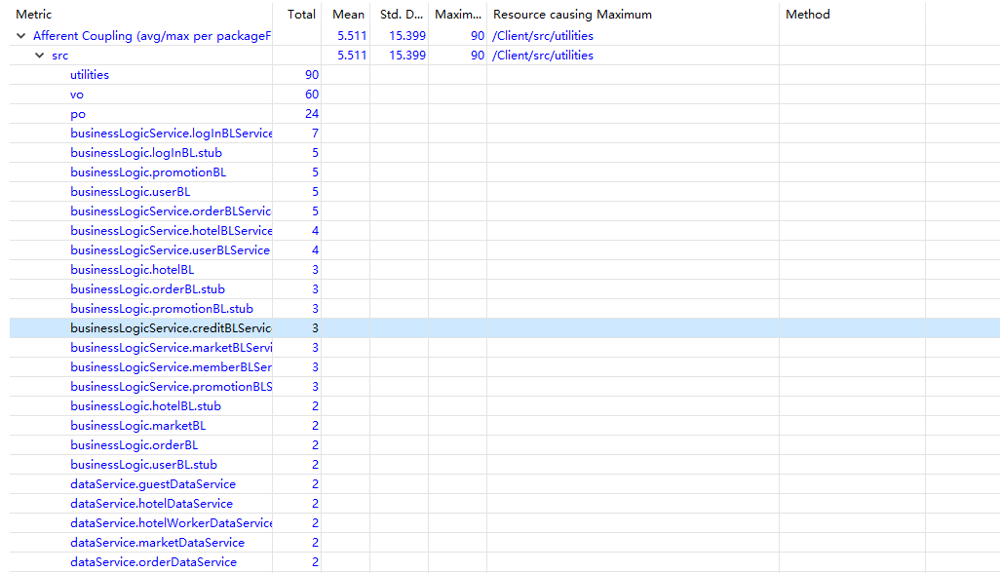 Metric Total Mean Std. D... Maxim... Resource causing Maximum Method
Afferent Coupling (avg/max per packageF 5.511 15.399 90 /Client/src/utilities
src 5.511 15.399 90 /Client/src/utilities
utilities 90
vo 60
po 24
businessLogicService.logInBLService 7
businessLogic.logInBL.stub 5
businessLogic.promotionBL 5
businessLogic.userBL 5
businessLogicService.orderBLServic 5
businessLogicService.hotelBLService 4
businessLogicService.userBLService 4
businessLogic.hotelBL 3
businessLogic.orderBL.stub 3
businessLogic.promotionBL.stub 3
businessLogicService.creditBLServic 3
businessLogicService.marketBLServi 3
businessLogicService.memberBLSer 3
businessLogicService.promotionBLS 3
businessLogic.hotelBL.stub 2
businessLogic.marketBL 2
businessLogic.orderBL 2
businessLogic.userBL.stub 2
dataService.guestDataService 2
dataService.hotelDataService 2
dataService.hotelWorkerDataService 2
dataService.marketDataService 2
dataService.orderDataService 2